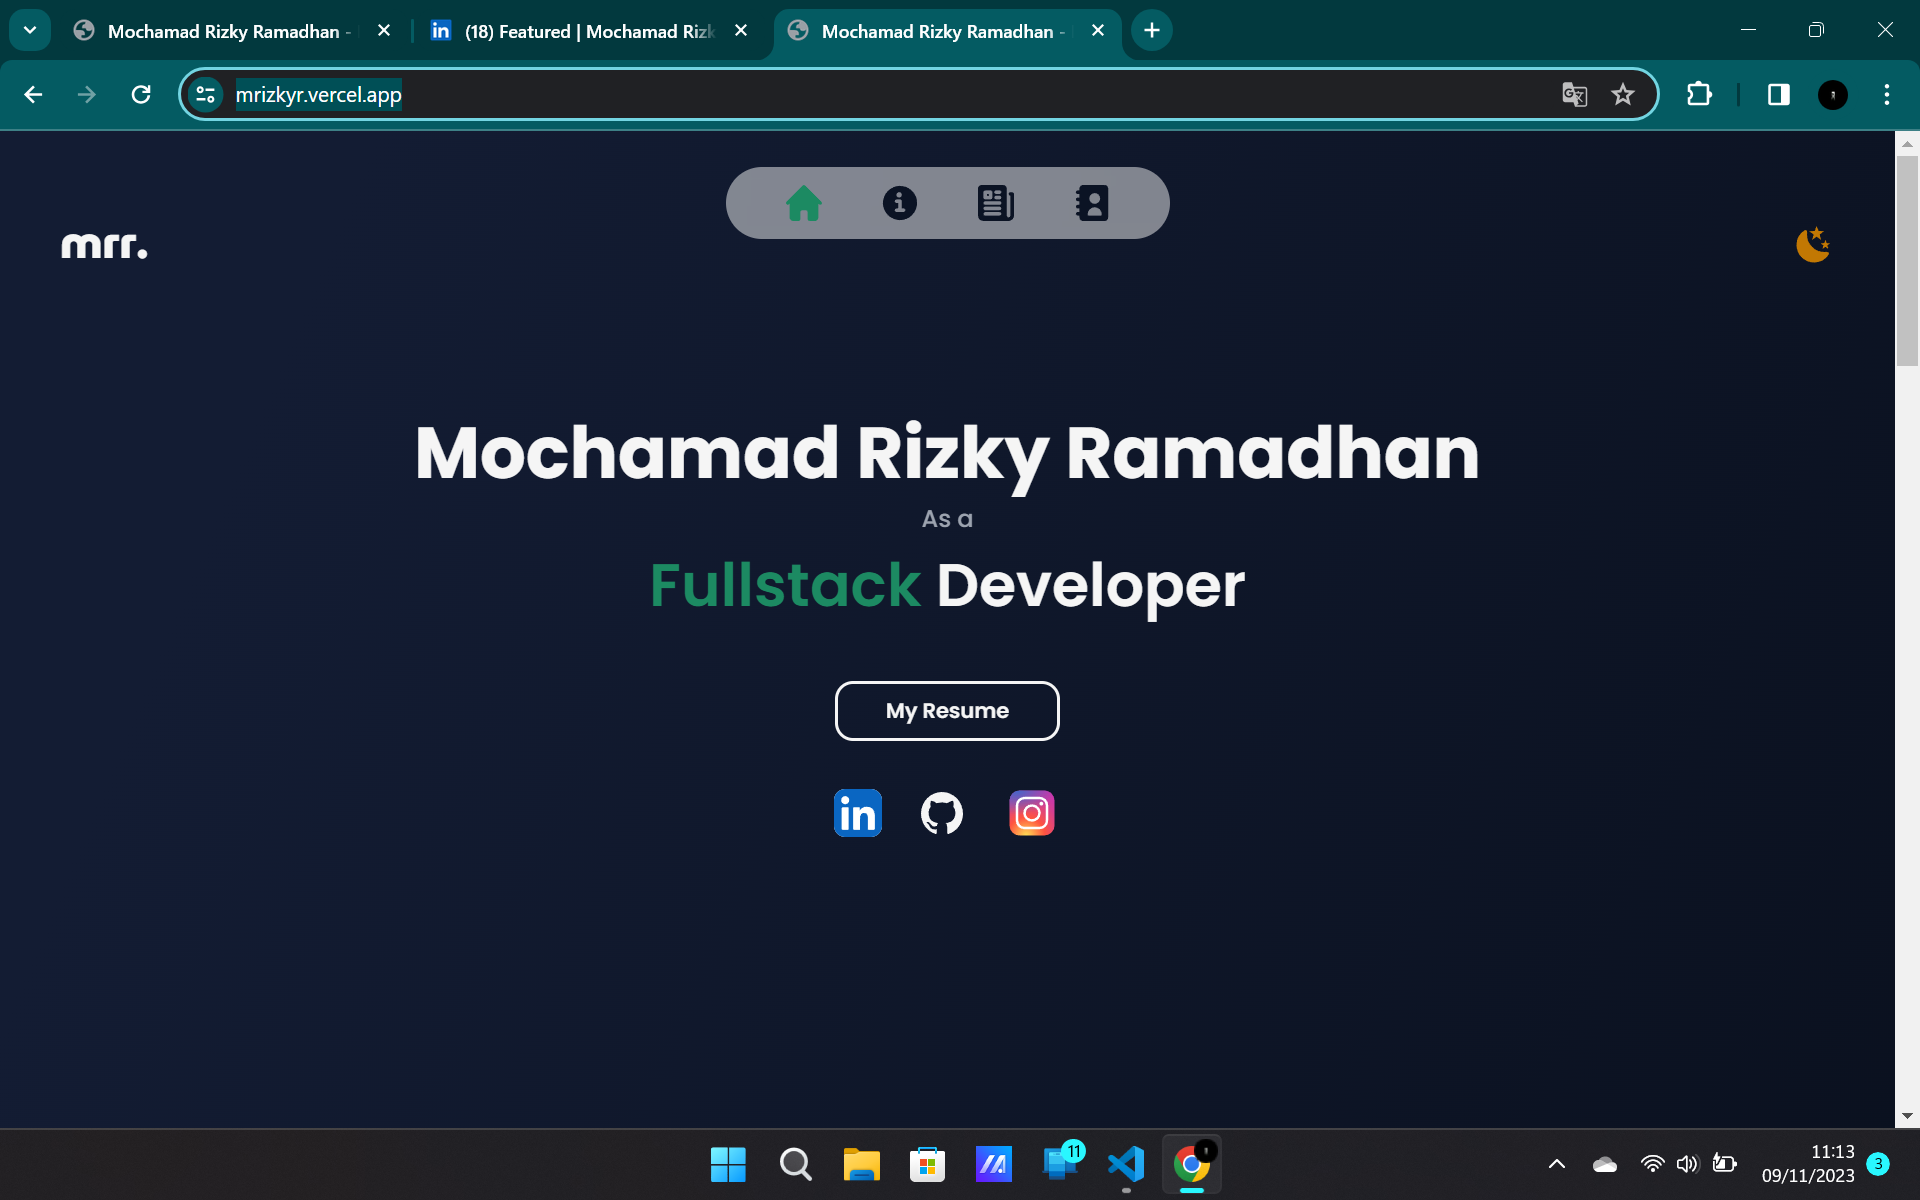 Mochamad Rizky Ramadhan -
(18) Featured | Mochamad Rizk
Mochamad Rizky Ramadhan -
mrizkyr.vercel.app
mrr.
Mochamad Rizky Ramadhan
As a
Fullstack Developer
My Resume
in
11
11:13
09/11/2023
3